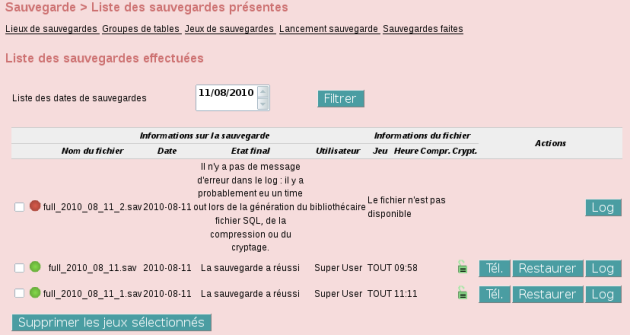 Sauvegarde > Liste des sauvegardes présentes
Lieux de sauvegardes Groupes de tables Jeux de sauvegardes Lancement sauvegarde Sauvegardes faites
Liste des sauvegardes effectuées
Liste des dates de sauvegardes 11/08/2010 Filtrer
Informations sur la sauvegarde Informations du fichier Actions
Nom du fichier Date Etat final Utilisateur Jeu Heure Compr. Crypt.
full_2010_08_11_2.sav 2010-08-11
Il n'y a pas de message
d'erreur dans le log : il y a
probablement eu un time
out lors de la génération du
fichier SQL, de la
compression ou du
cryptage.
bibliothécaire
Le fichier n'est pas
disponible
Log
full_2010_08_11.sav 2010-08-11 La sauvegarde a réussi Super User TOUT 09:58 Tél. Restaurer Log
full_2010_08_11_1.sav 2010-08-11 La sauvegarde a réussi Super User TOUT 11:11 Tél. Restaurer Log
Supprimer les jeux sélectionnés